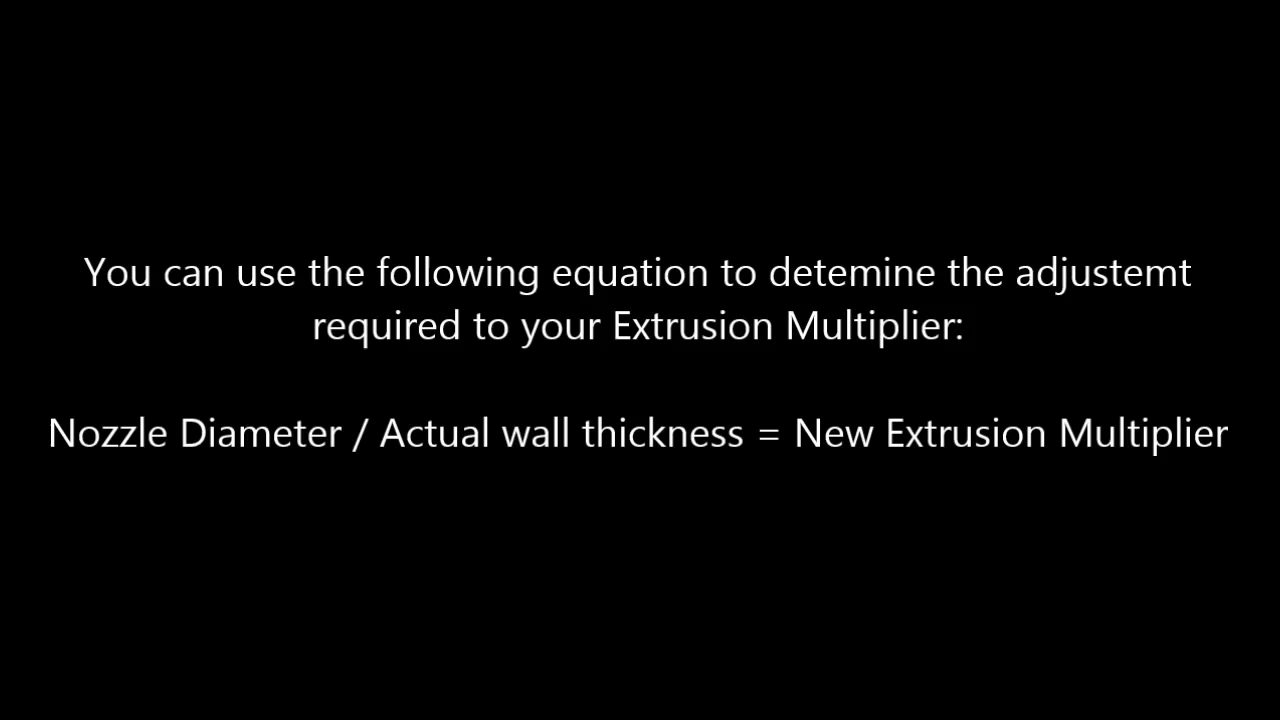 You can use the following equation to detemine the adjustemt
required to your Extrusion Multiplier:
Nozzle Diameter / Actual wall thickness = New Extrusion Multiplier